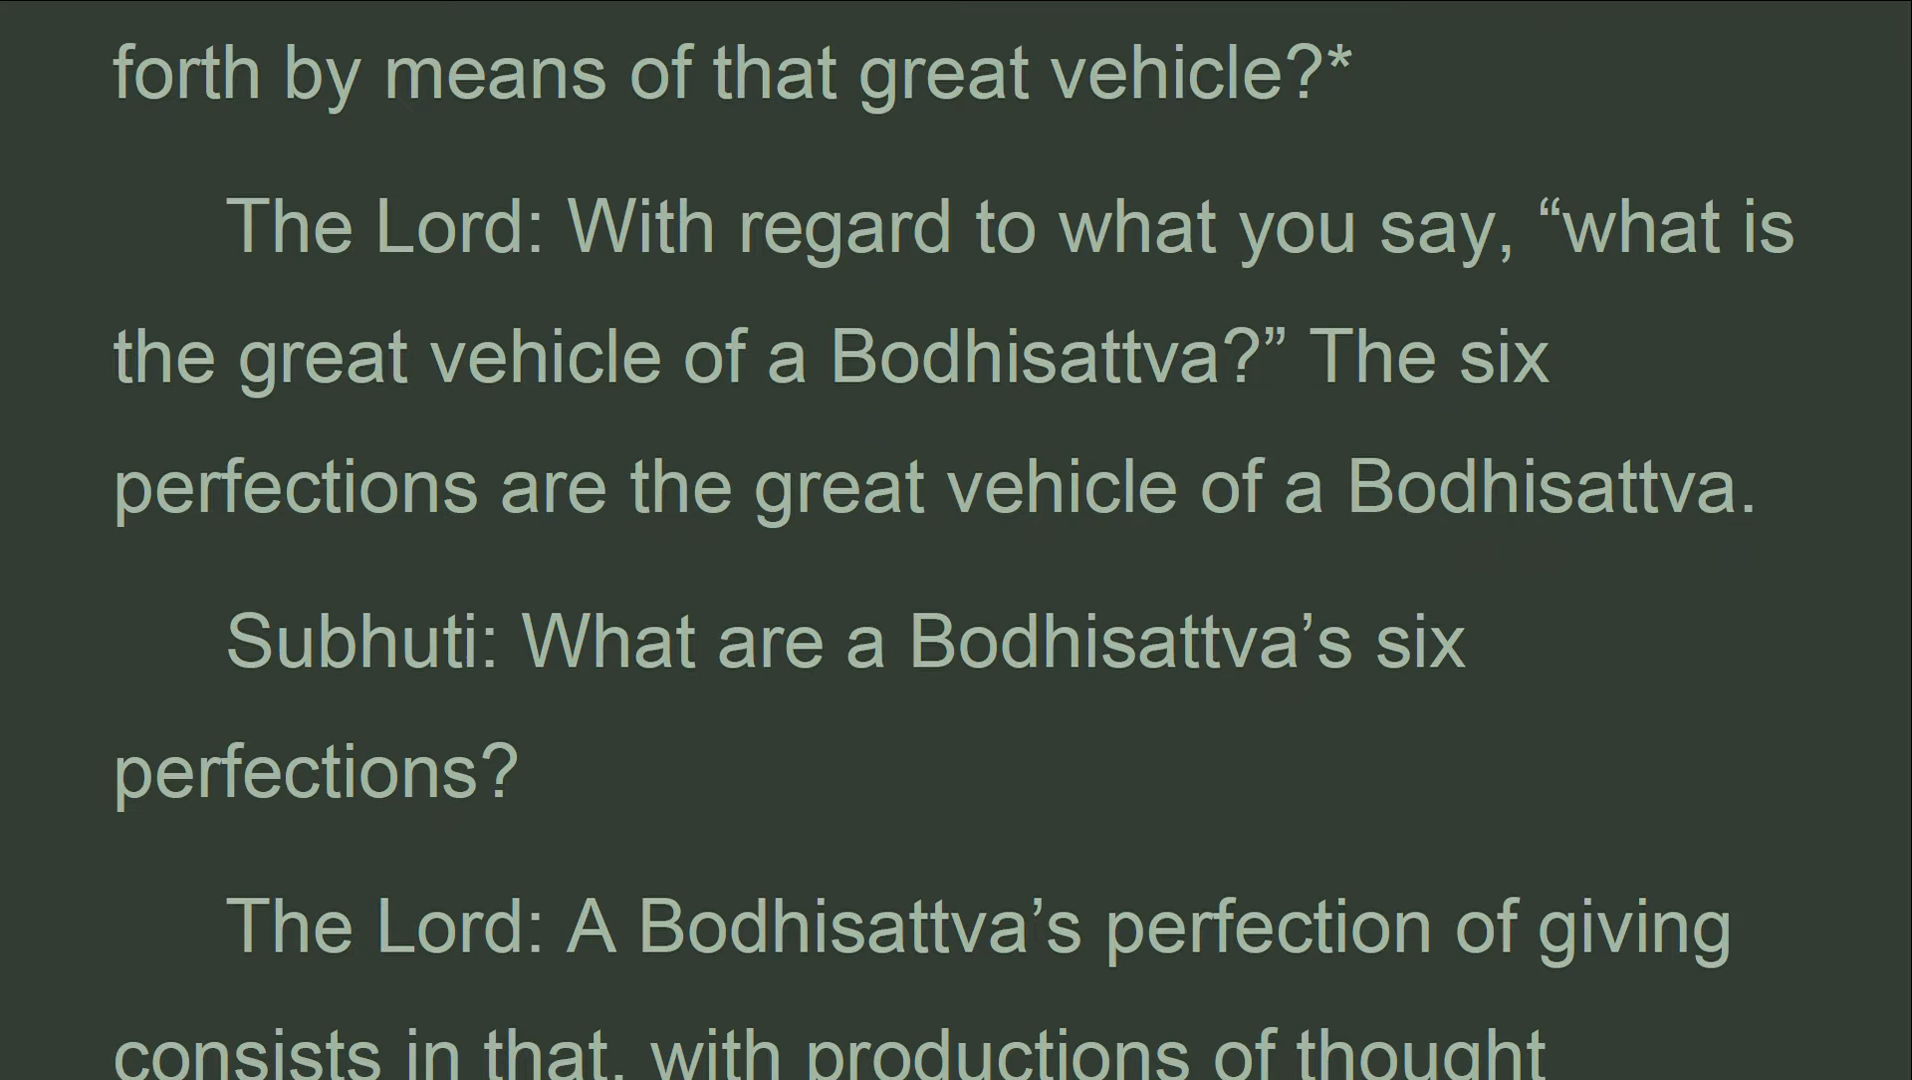 forth by means of that great vehicle?*
The Lord: With regard to what you say, “what is
the great vehicle of a Bodhisattva?” The six
perfections are the great vehicle of a Bodhisattva.
Subhuti: What are a Bodhisattva’s six
perfections?
The Lord: A Bodhisattva’s perfection of giving
consists in that, with productions of thought